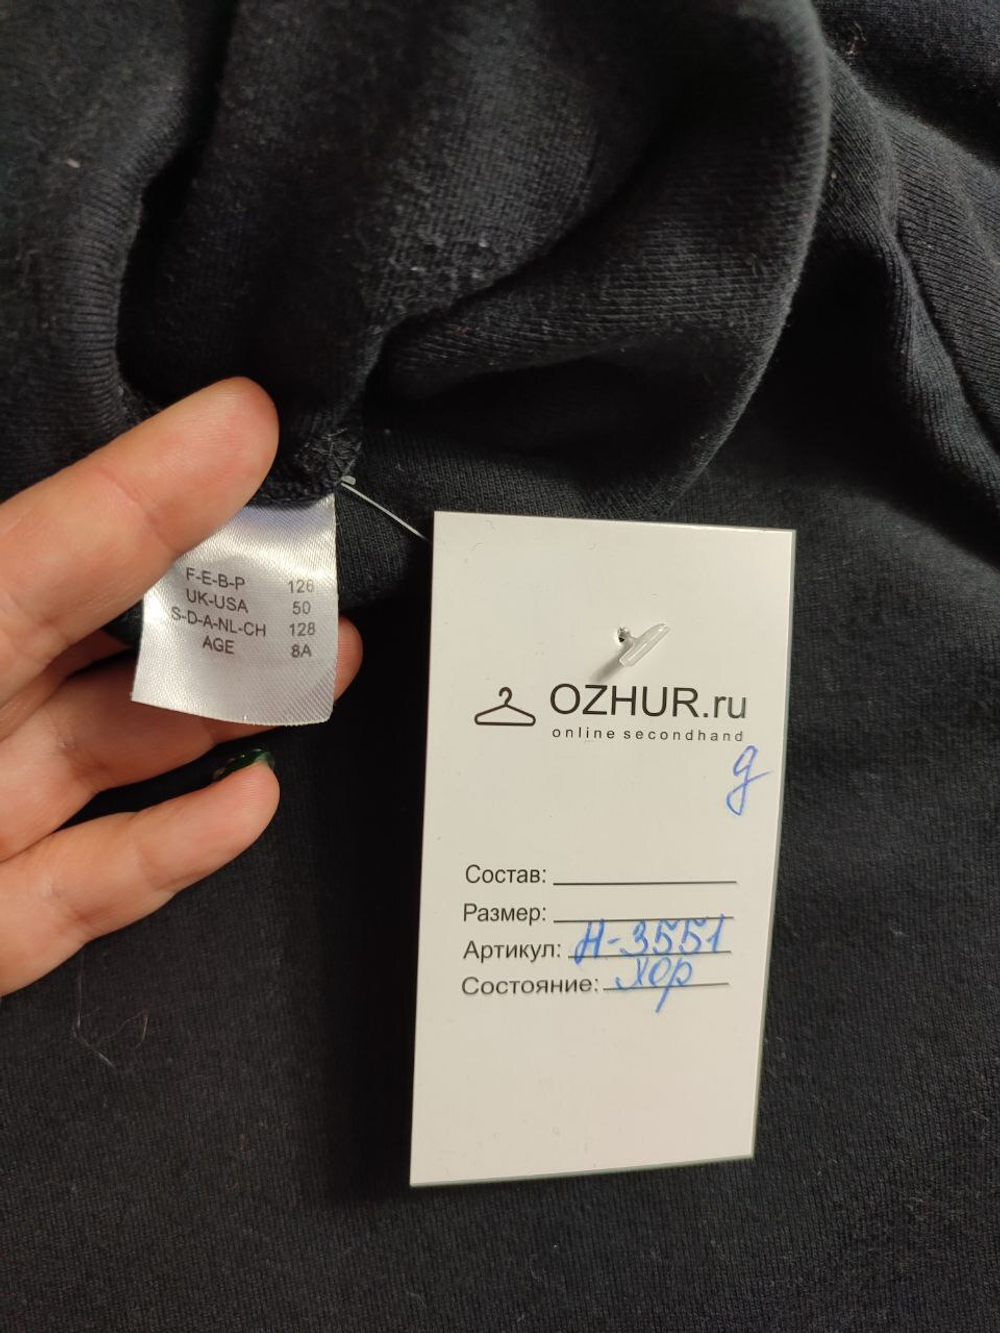 F-E-B-P 126
UK-USA 50
S-D-A-NL-CH 128
AGE 8A
OZHUR.ru
online secondhand
д
Состав:
Размер:
Артикул: Н-3551
Состояние: хор